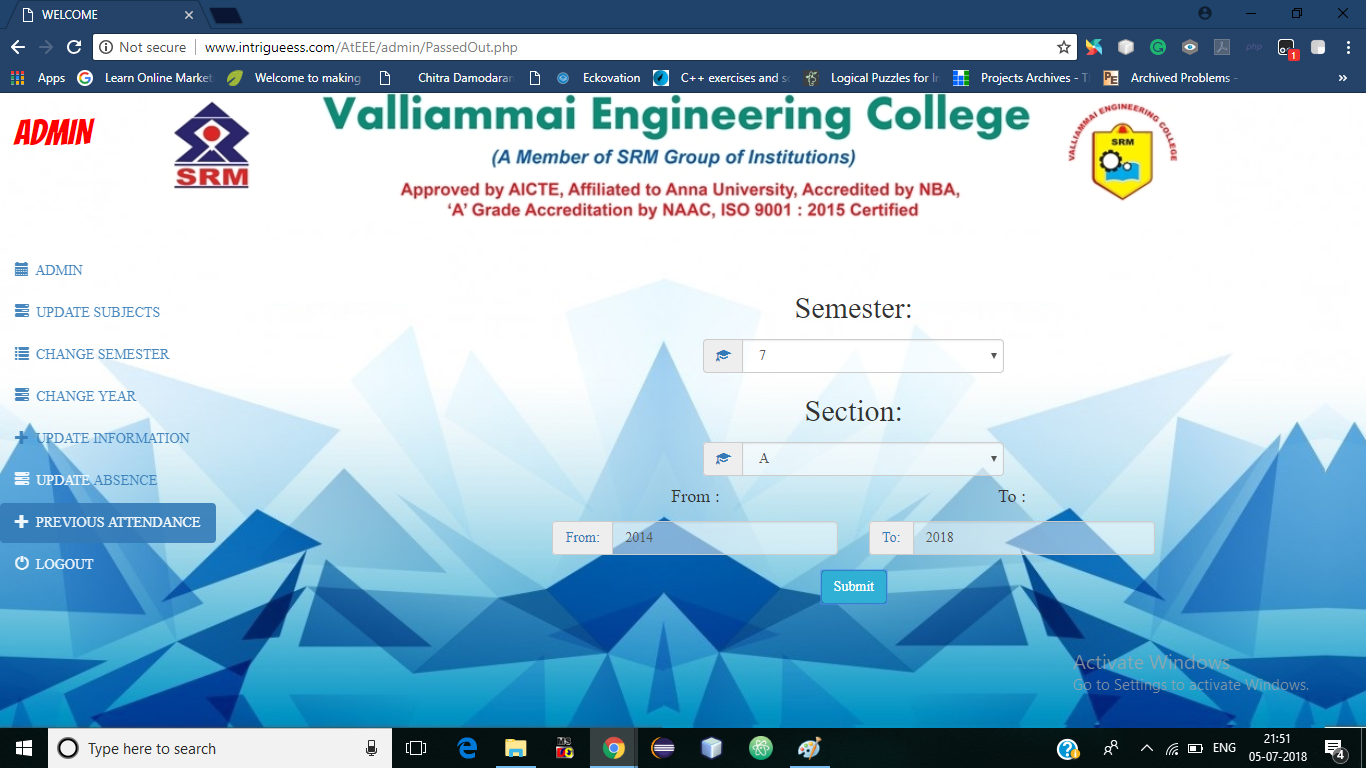 WELCOME
Not secure
www.intrigueess.com/AtEEE/admin/PassedOut.php
php
1
Apps
Learn Online Market
Welcome to making
Chitra Damodaran
Eckovation
C++ exercises and so
Logical Puzzles for In
Projects Archives - T
PE
Archived Problems -
»
ADMIN
SRM
Valliammai Engineering College
(A Member of SRM Group of Institutions)
Approved by AICTE, Affiliated to Anna University, Accredited by NBA,
‘A’ Grade Accreditation by NAAC, ISO 9001 : 2015 Certified
VALLIAMMAI ENGINEERING COLLEGE
SRM
ADMIN
UPDATE SUBJECTS
CHANGE SEMESTER
CHANGE YEAR
UPDATE INFORMATION
UPDATE ABSENCE
PREVIOUS ATTENDANCE
LOGOUT
Semester:
7
Section:
A
From :
To :
From:
2014
To:
2018
Submit
Activate Windows
Go to Settings to activate Windows.
Type here to search
ENG
21:51
05-07-2018
4